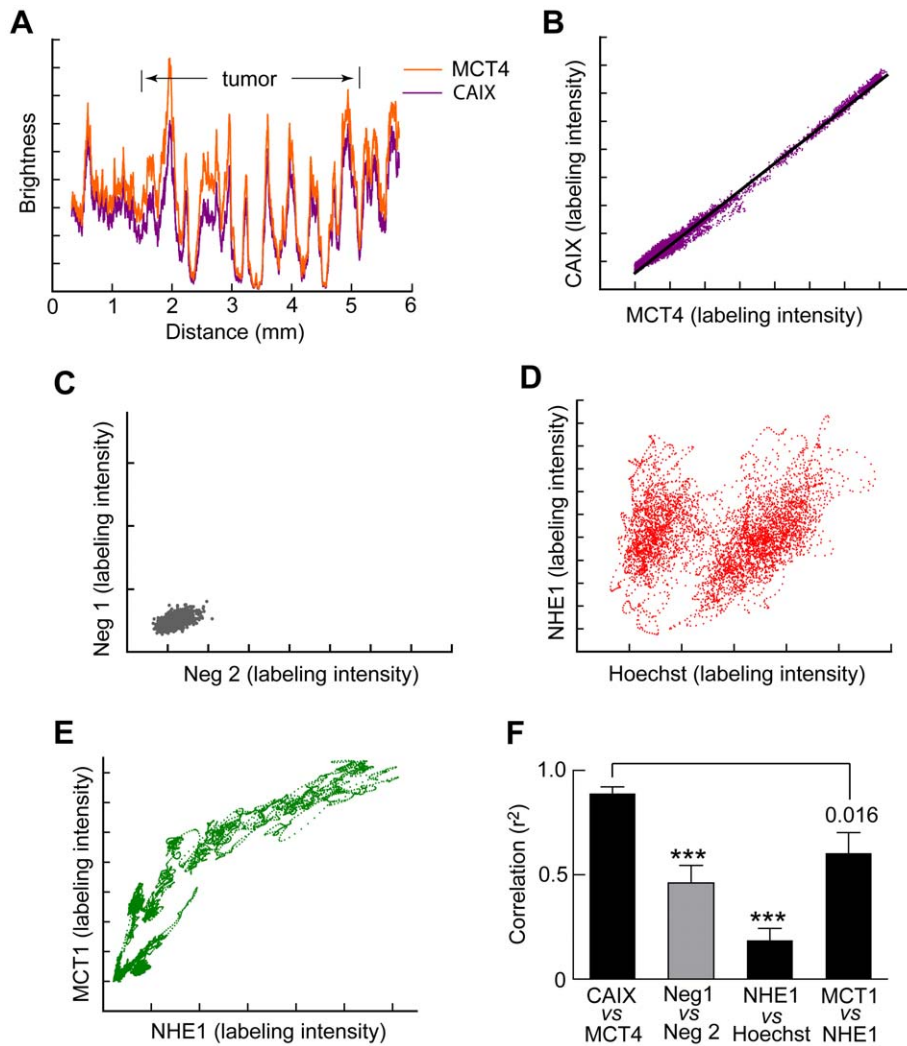 A
MCT4
CAIX
tumor
Brightness
0 1 2 3 4 5 6
Distance (mm)
B
CAIX (labeling intensity)
MCT4 (labeling intensity)
C
Neg 1 (labeling intensity)
Neg 2 (labeling intensity)
D
NHE1 (labeling intensity)
Hoechst (labeling intensity)
E
MCT1 (labeling intensity)
NHE1 (labeling intensity)
F
Correlation (r²)
1.0
0.5
0
***
***
0.016
CAIX
vs
MCT4
Neg1
vs
Neg 2
NHE1
vs
Hoechst
MCT1
vs
NHE1